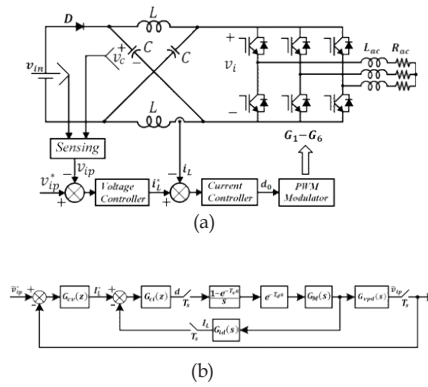 D
L
v_in
+
v_C
−
C
C
L
+
v_i
−
L_ac R_ac
G_1−G_6
Sensing
v_ip
−
i_L
−
v*_ip
+
Voltage Controller
i*_L
+
Current Controller
d_0
PWM Modulator
(a)
v̄*_ip
+
−
G_cv(z)
I*_L
+
−
G_ci(z)
d
T_s
1−e^{-T_s s}
s
e^{-T_d s}
G_M(s)
G_vpd(s)
v̄_ip
T_s
I_L
T_s
G_id(s)
(b)